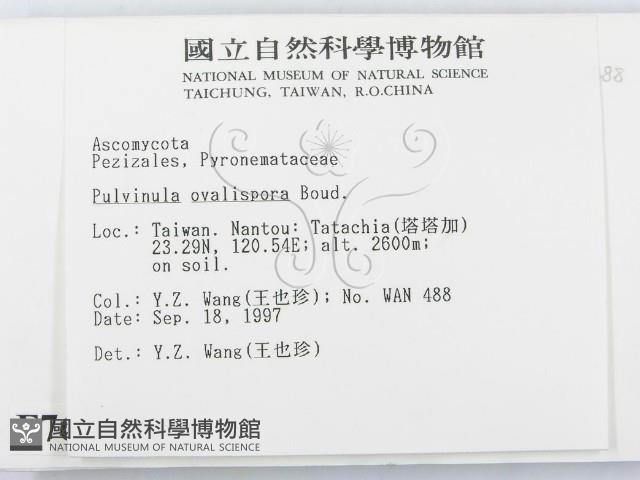 國立自然科學博物館
NATIONAL MUSEUM OF NATURAL SCIENCE
TAICHUNG, TAIWAN, R.O.CHINA
88
Ascomycota
Pezizales, Pyronemataceae
Pulvinula ovalispora Boud.
Loc.: Taiwan. Nantou: Tatachia(塔塔加)
23.29N, 120.54E; alt. 2600m;
on soil.
Col.: Y.Z. Wang(王也珍); No. WAN 488
Date: Sep. 18, 1997
Det.: Y.Z. Wang(王也珍)
國立自然科學博物館
NATIONAL MUSEUM OF NATURAL SCIENCE